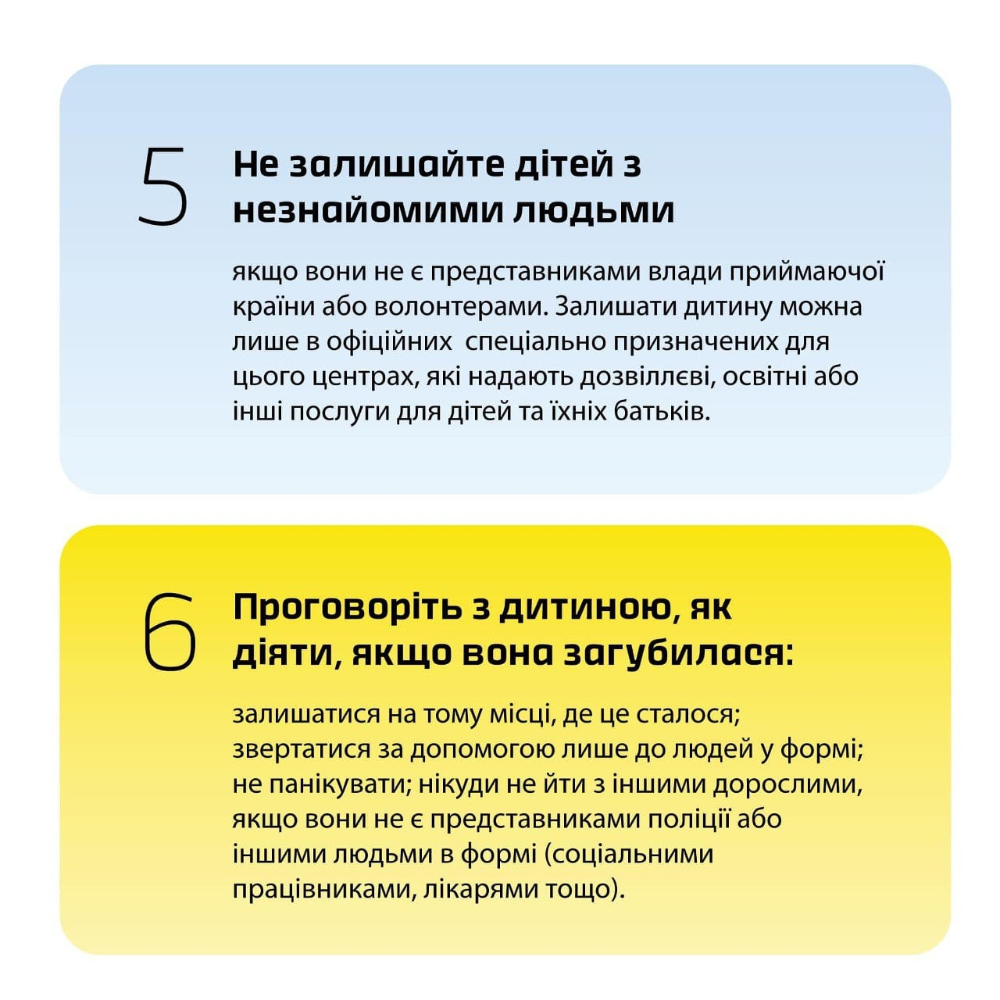 5
Не залишайте дітей з
незнайомими людьми
якщо вони не є представниками влади приймаючої
країни або волонтерами. Залишати дитину можна
лише в офіційних  спеціально призначених для
цього центрах, які надають дозвіллєві, освітні або
інші послуги для дітей та їхніх батьків.
6
Проговоріть з дитиною, як
діяти, якщо вона загубилася:
залишатися на тому місці, де це сталося;
звертатися за допомогою лише до людей у формі;
не панікувати; нікуди не йти з іншими дорослими,
якщо вони не є представниками поліції або
іншими людьми в формі (соціальними
працівниками, лікарями тощо).